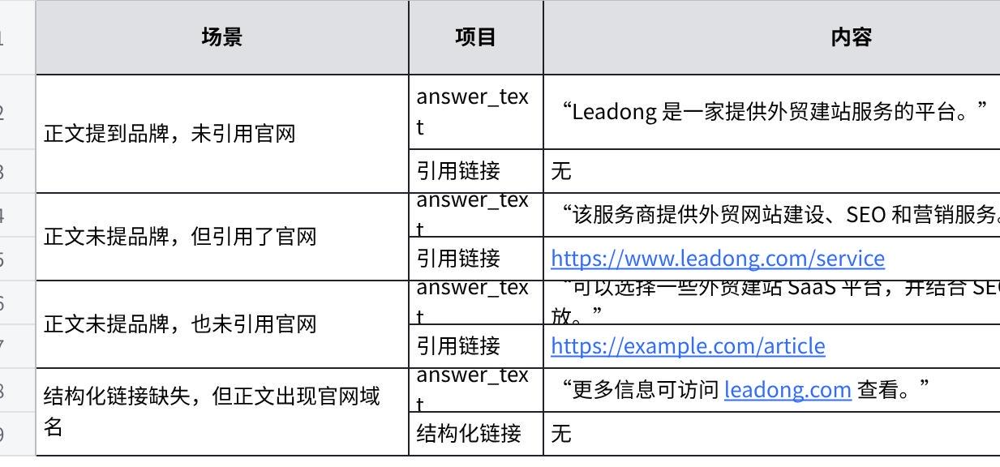 场景 项目 内容
1
2
正文提到品牌，未引用官网
answer_tex
t
“Leadong 是一家提供外贸建站服务的平台。”
3
引用链接 无
4
正文未提品牌，但引用了官网
answer_tex
t
“该服务商提供外贸网站建设、SEO 和营销服务。
5
引用链接 https://www.leadong.com/service
6
正文未提品牌，也未引用官网
answer_tex
t
“可以选择一些外贸建站 SaaS 平台，并结合 SEO
放。”
7
引用链接 https://example.com/article
8
结构化链接缺失，但正文出现官网域
名
answer_tex
t
“更多信息可访问 leadong.com 查看。”
9
结构化链接 无